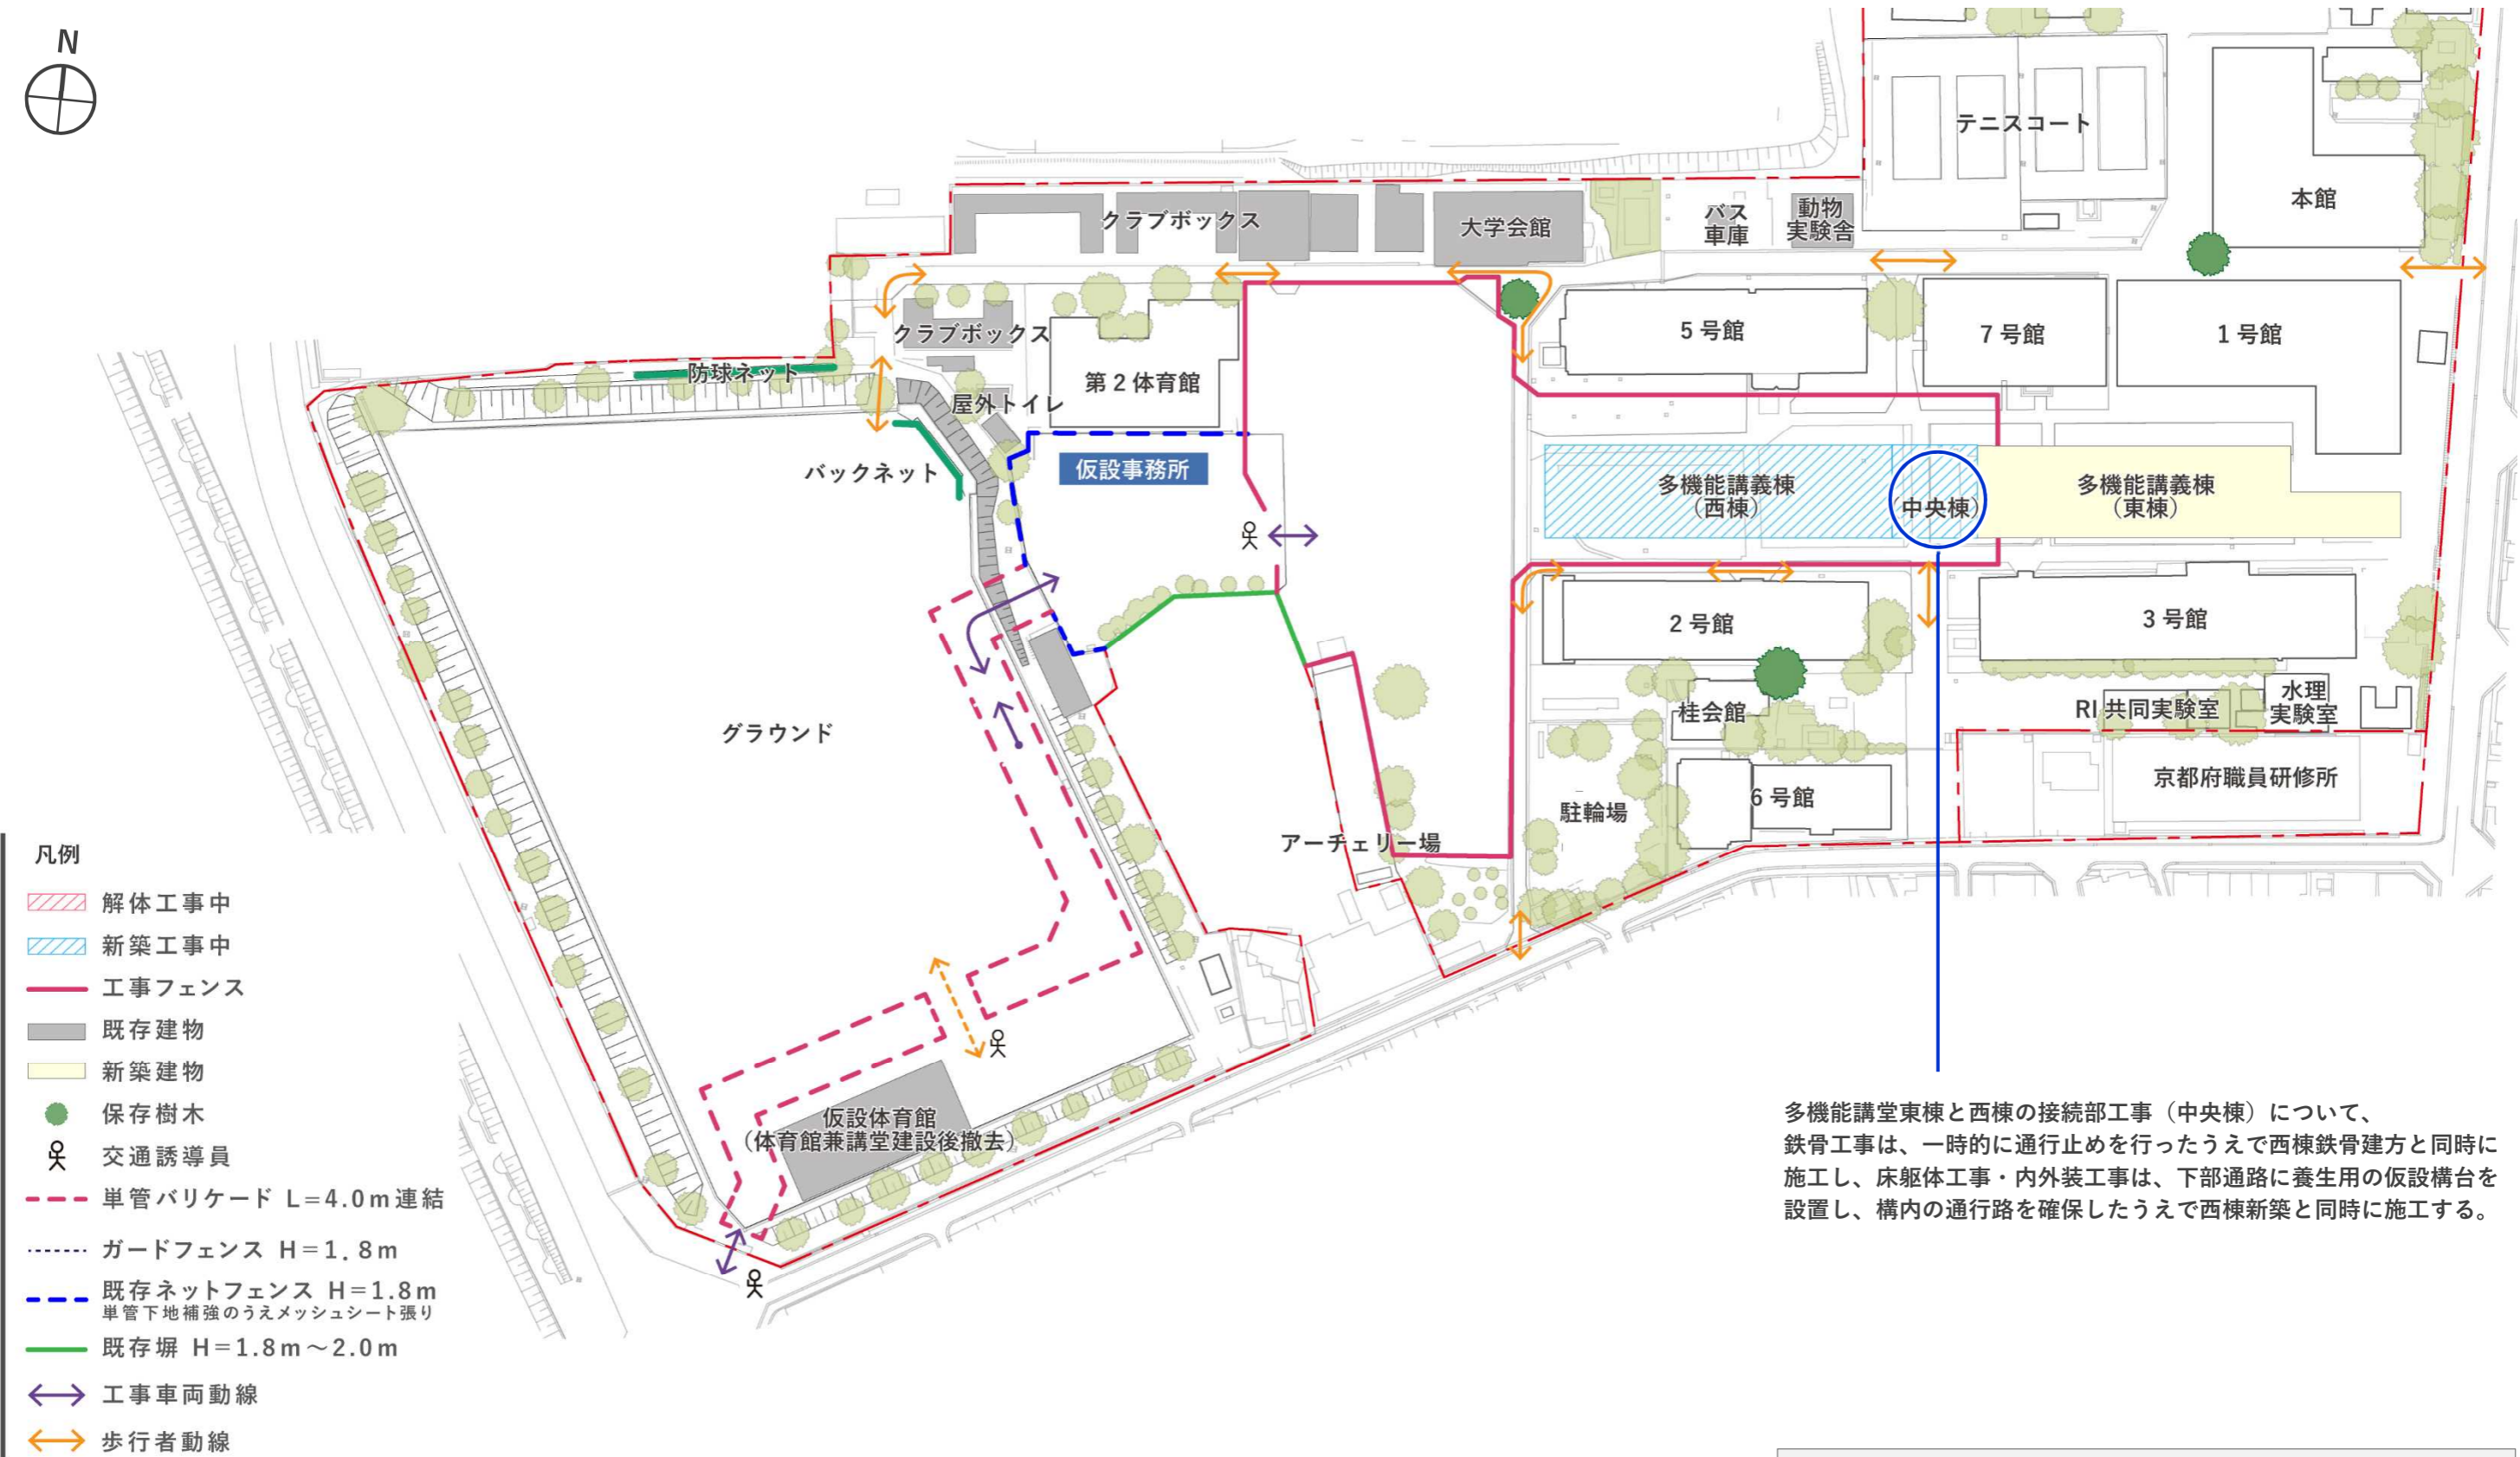 N
テニスコート
本館
クラブボックス
大学会館
バス
車庫
動物
実験舎
クラブボックス
第2体育館
5号館
7号館
1号館
防球ネット
屋外トイレ
バックネット
仮設事務所
多機能講義棟
（西棟）
（中央棟）
多機能講義棟
（東棟）
2号館
3号館
グラウンド
桂会館
RI共同実験室
水理
実験室
京都府職員研修所
6号館
駐輪場
アーチェリー場
仮設体育館
（体育館兼講堂建設後撤去）
凡例
解体工事中
新築工事中
工事フェンス
既存建物
新築建物
保存樹木
交通誘導員
単管バリケード L=4.0m連結
ガードフェンス H=1.8m
既存ネットフェンス H=1.8m
単管下地補強のうえメッシュシート張り
既存塀 H=1.8m～2.0m
工事車両動線
歩行者動線
多機能講堂東棟と西棟の接続部工事（中央棟）について、
鉄骨工事は、一時的に通行止めを行ったうえで西棟鉄骨建方と同時に
施工し、床躯体工事・内外装工事は、下部通路に養生用の仮設構台を
設置し、構内の通行路を確保したうえで西棟新築と同時に施工する。